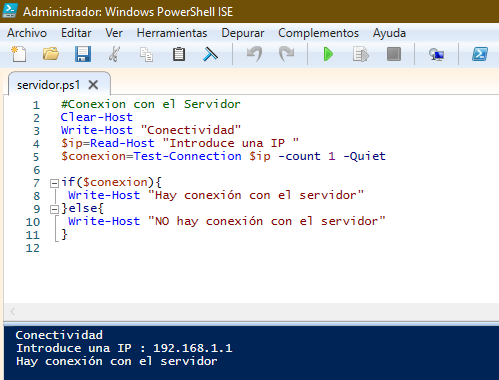 Administrador: Windows PowerShell ISE
Archivo Editar Ver Herramientas Depurar Complementos Ayuda
servidor.ps1
1 #Conexion con el Servidor
2 Clear-Host
3 Write-Host "Conectividad"
4 $ip=Read-Host "Introduce una IP "
5 $conexion=Test-Connection $ip -count 1 -Quiet
6
7 if($conexion){
8 Write-Host "Hay conexión con el servidor"
9 }else{
10 Write-Host "NO hay conexión con el servidor"
11 }
12
Conectividad
Introduce una IP : 192.168.1.1
Hay conexión con el servidor